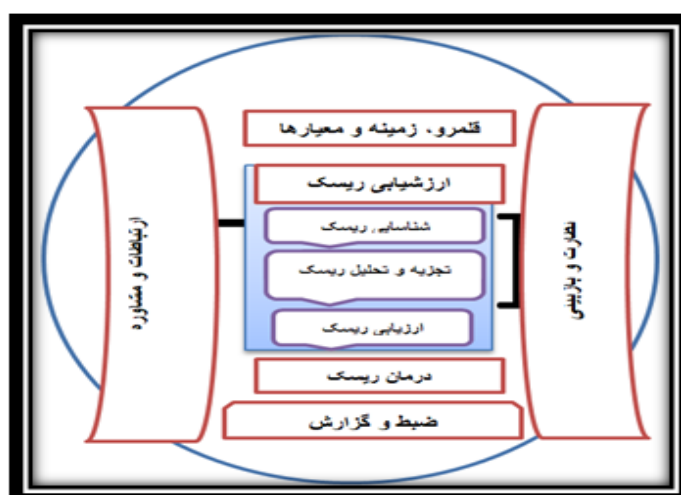 قلمرو، زمینه و معیارها
ارزشیابی ریسک
شناسایی ریسک
تجزیه و تحلیل ریسک
ارزیابی ریسک
درمان ریسک
ضبط و گزارش
نظارت و بازبینی
ارتباطات و مشاوره